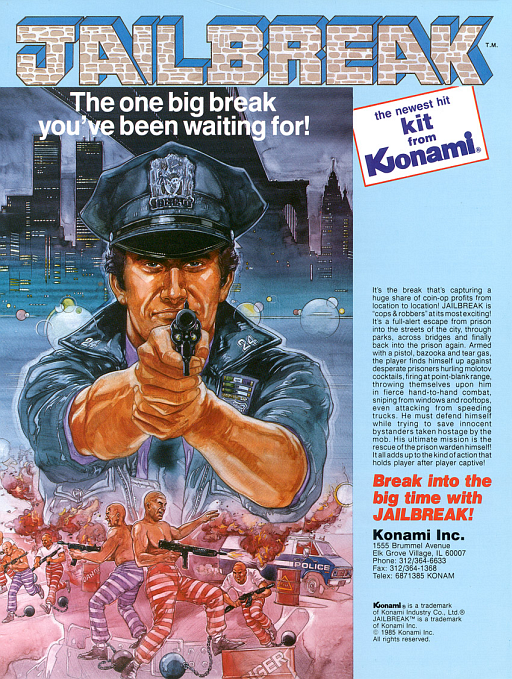 JAILBREAK T.M.
The one big break
you've been waiting for!
the newest hit
kit
from
Konami®
It's the break that's capturing a
huge share of coin-op profits from
location to location! JAILBREAK is
"cops & robbers" at its most exciting!
It's a full-alert escape from prison
into the streets of the city, through
parks, across bridges and finally
back into the prison again. Armed
with a pistol, bazooka and tear gas,
the player finds himself up against
desperate prisoners hurling molotov
cocktails, firing at point-blank range,
throwing themselves upon him
in fierce hand-to-hand combat,
sniping from windows and rooftops,
even attacking from speeding
trucks. He must defend himself
while trying to save innocent
bystanders taken hostage by the
mob. His ultimate mission is the
rescue of the prison warden himself!
It all adds up to the kind of action that
holds player after player captive!
Break into the
big time with
JAILBREAK!
Konami Inc.
1555 Brummel Avenue
Elk Grove Village, IL 60007
Phone: 312/364-6633
Fax: 312/364-1368
Telex: 6871385 KONAM
Konami® is a trademark
of Konami Industry Co., Ltd.®
JAILBREAK™ is a trademark
of Konami Inc.
© 1985 Konami Inc.
All rights reserved.
24
24
POLICE